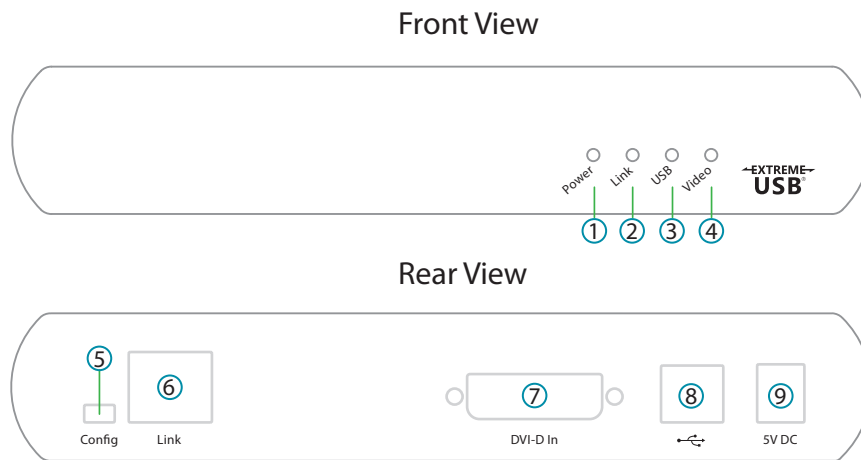 Front View
Power Link USB Video
EXTREME
USB®
1 2 3 4
Rear View
5
6 7 8 9
Config Link DVI-D In 5V DC